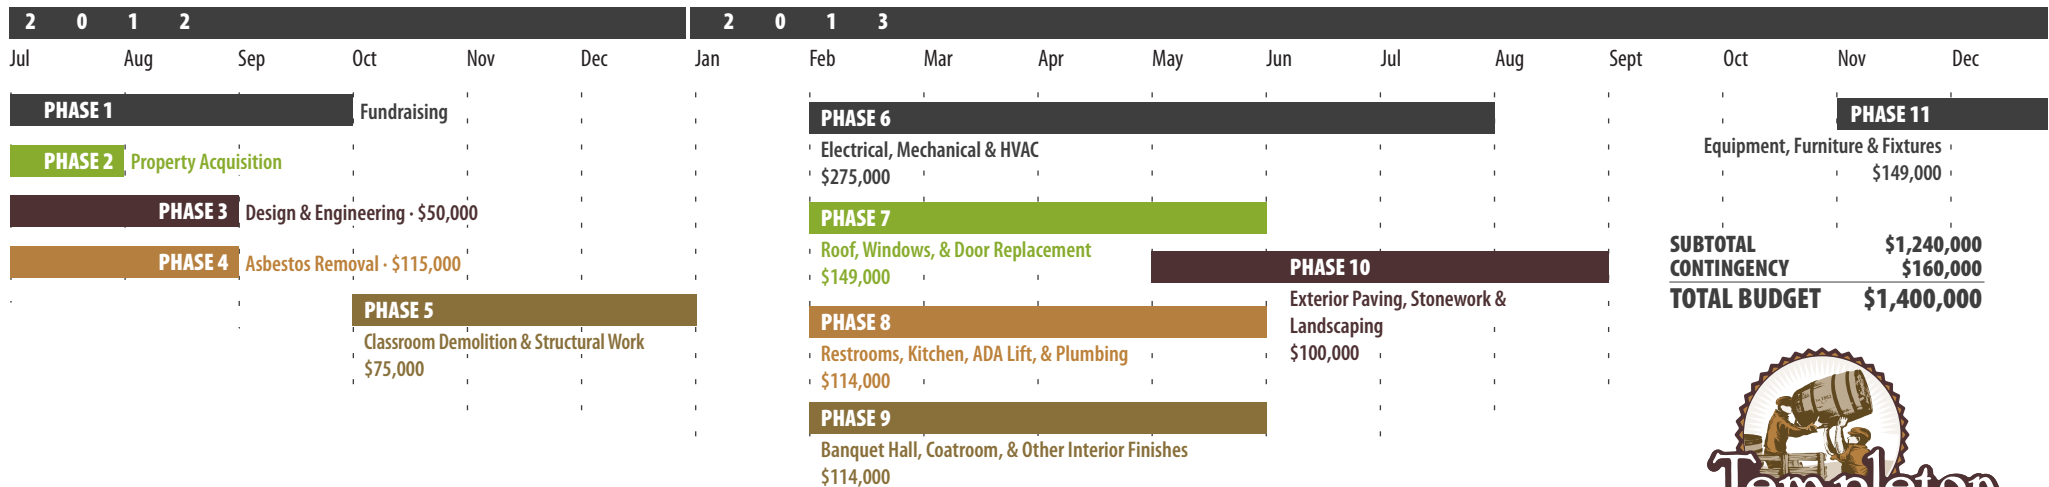 2 0 1 2
2 0 1 3
Jul Aug Sep Oct Nov Dec Jan Feb Mar Apr May Jun Jul Aug Sept Oct Nov Dec
PHASE 1 Fundraising
PHASE 2 Property Acquisition
PHASE 3 Design & Engineering · $50,000
PHASE 4 Asbestos Removal · $115,000
PHASE 5
Classroom Demolition & Structural Work
$75,000
PHASE 6
Electrical, Mechanical & HVAC
$275,000
PHASE 7
Roof, Windows, & Door Replacement
$149,000
PHASE 8
Restrooms, Kitchen, ADA Lift, & Plumbing
$114,000
PHASE 9
Banquet Hall, Coatroom, & Other Interior Finishes
$114,000
PHASE 10
Exterior Paving, Stonework &
Landscaping
$100,000
PHASE 11
Equipment, Furniture & Fixtures
$149,000
SUBTOTAL $1,240,000
CONTINGENCY $160,000
TOTAL BUDGET $1,400,000
Templeton